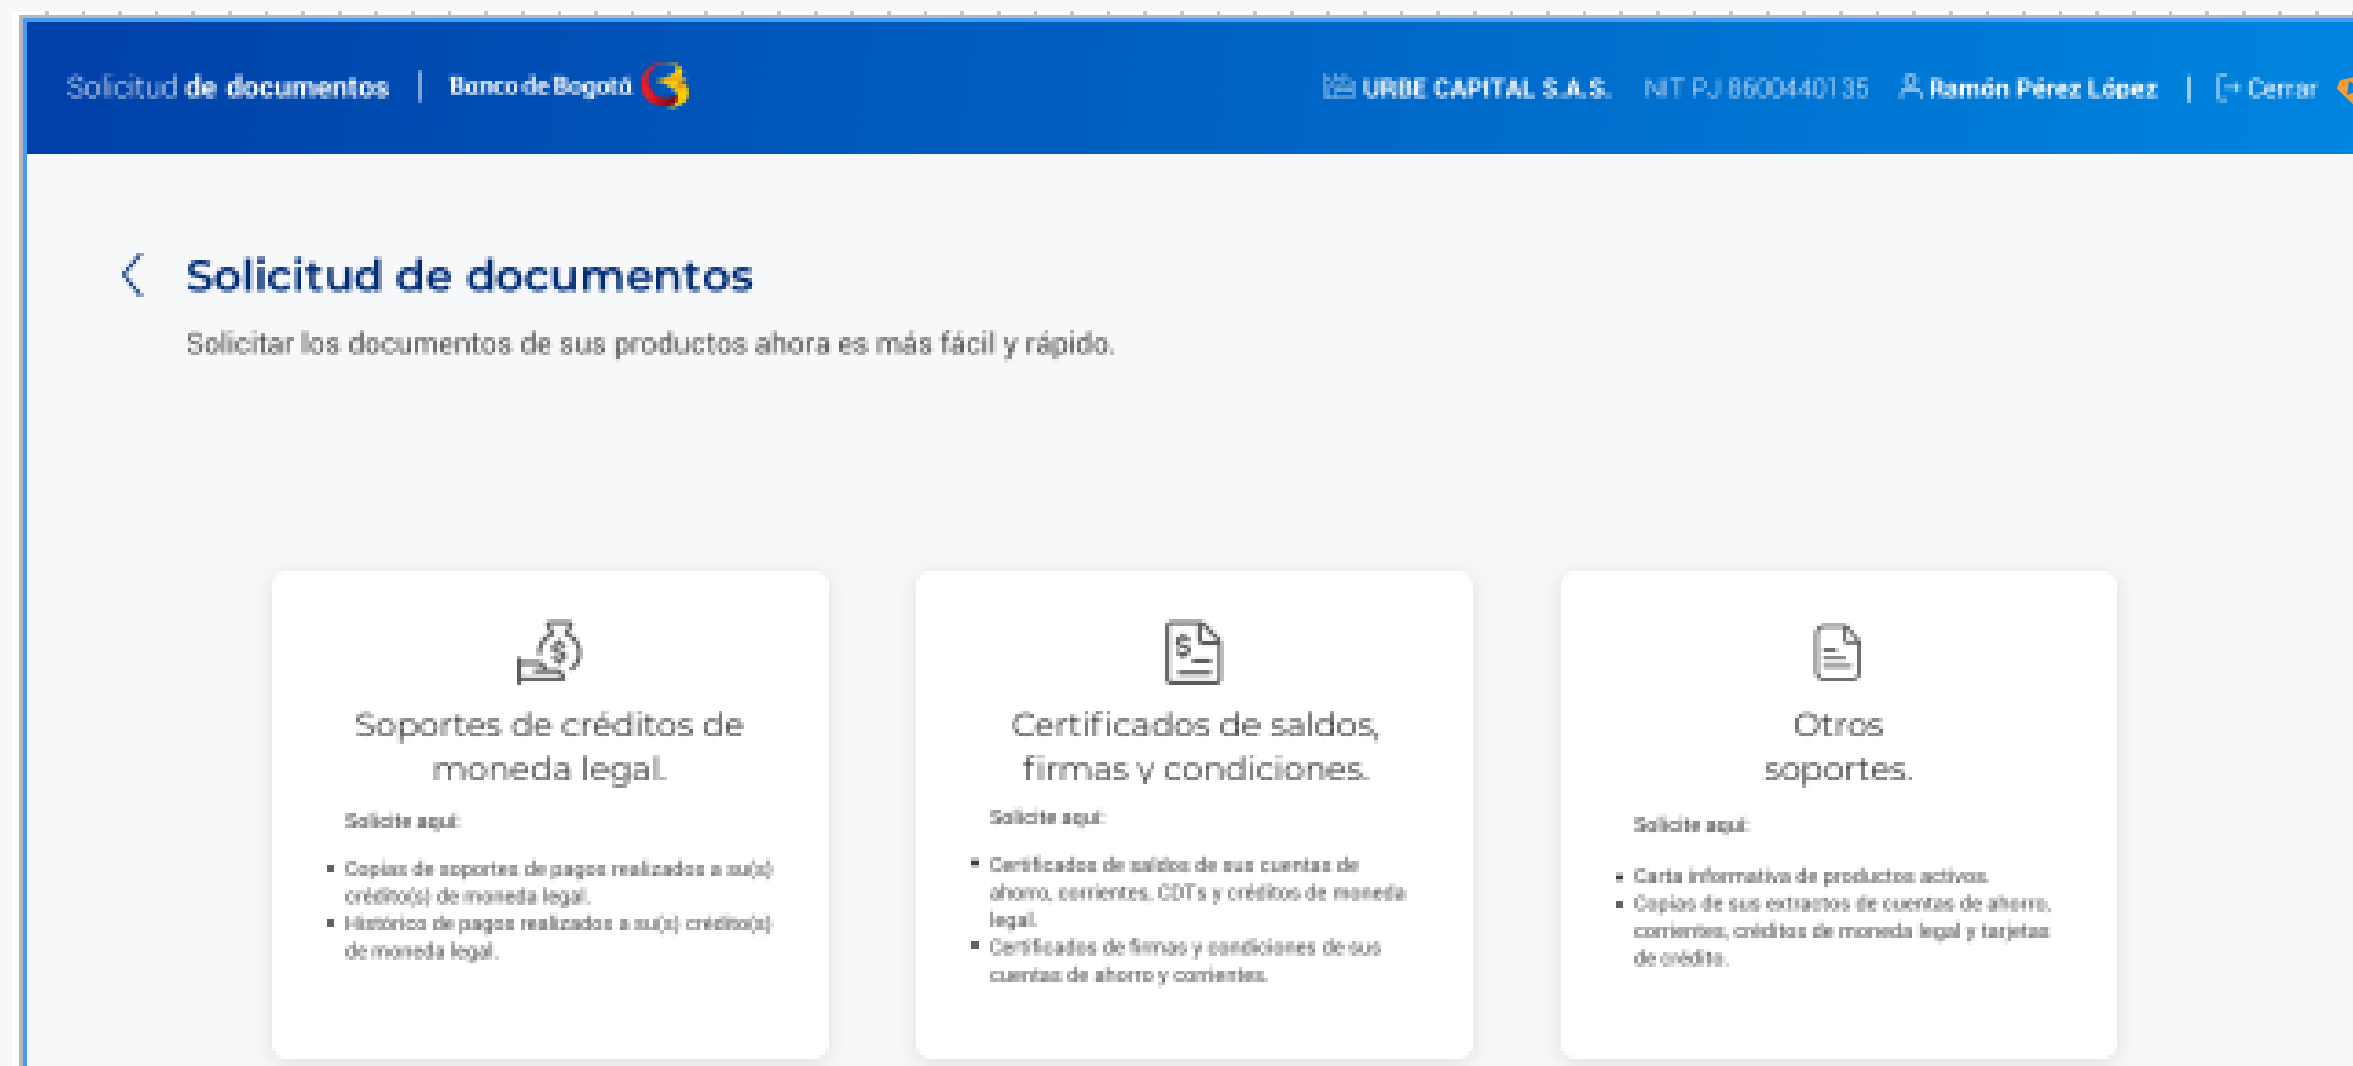 Solicitud de documentos | Banco de Bogotá
URBE CAPITAL S.A.S. NIT PJ 8600440135 Ramón Pérez López | Cerrar
Solicitud de documentos
Solicitar los documentos de sus productos ahora es más fácil y rápido.
Soportes de créditos de
moneda legal.
Solicite aquí:
▪ Copias de soportes de pagos realizados a su(s)
crédito(s) de moneda legal.
▪ Histórico de pagos realizados a su(s) crédito(s)
de moneda legal.
Certificados de saldos,
firmas y condiciones.
Solicite aquí:
▪ Certificados de saldos de sus cuentas de
ahorro, corrientes, CDTs y créditos de moneda
legal.
▪ Certificados de firmas y condiciones de sus
cuentas de ahorro y corrientes.
Otros
soportes.
Solicite aquí:
▪ Carta informativa de productos activos.
▪ Copias de sus extractos de cuentas de ahorro,
corrientes, créditos de moneda legal y tarjetas
de crédito.